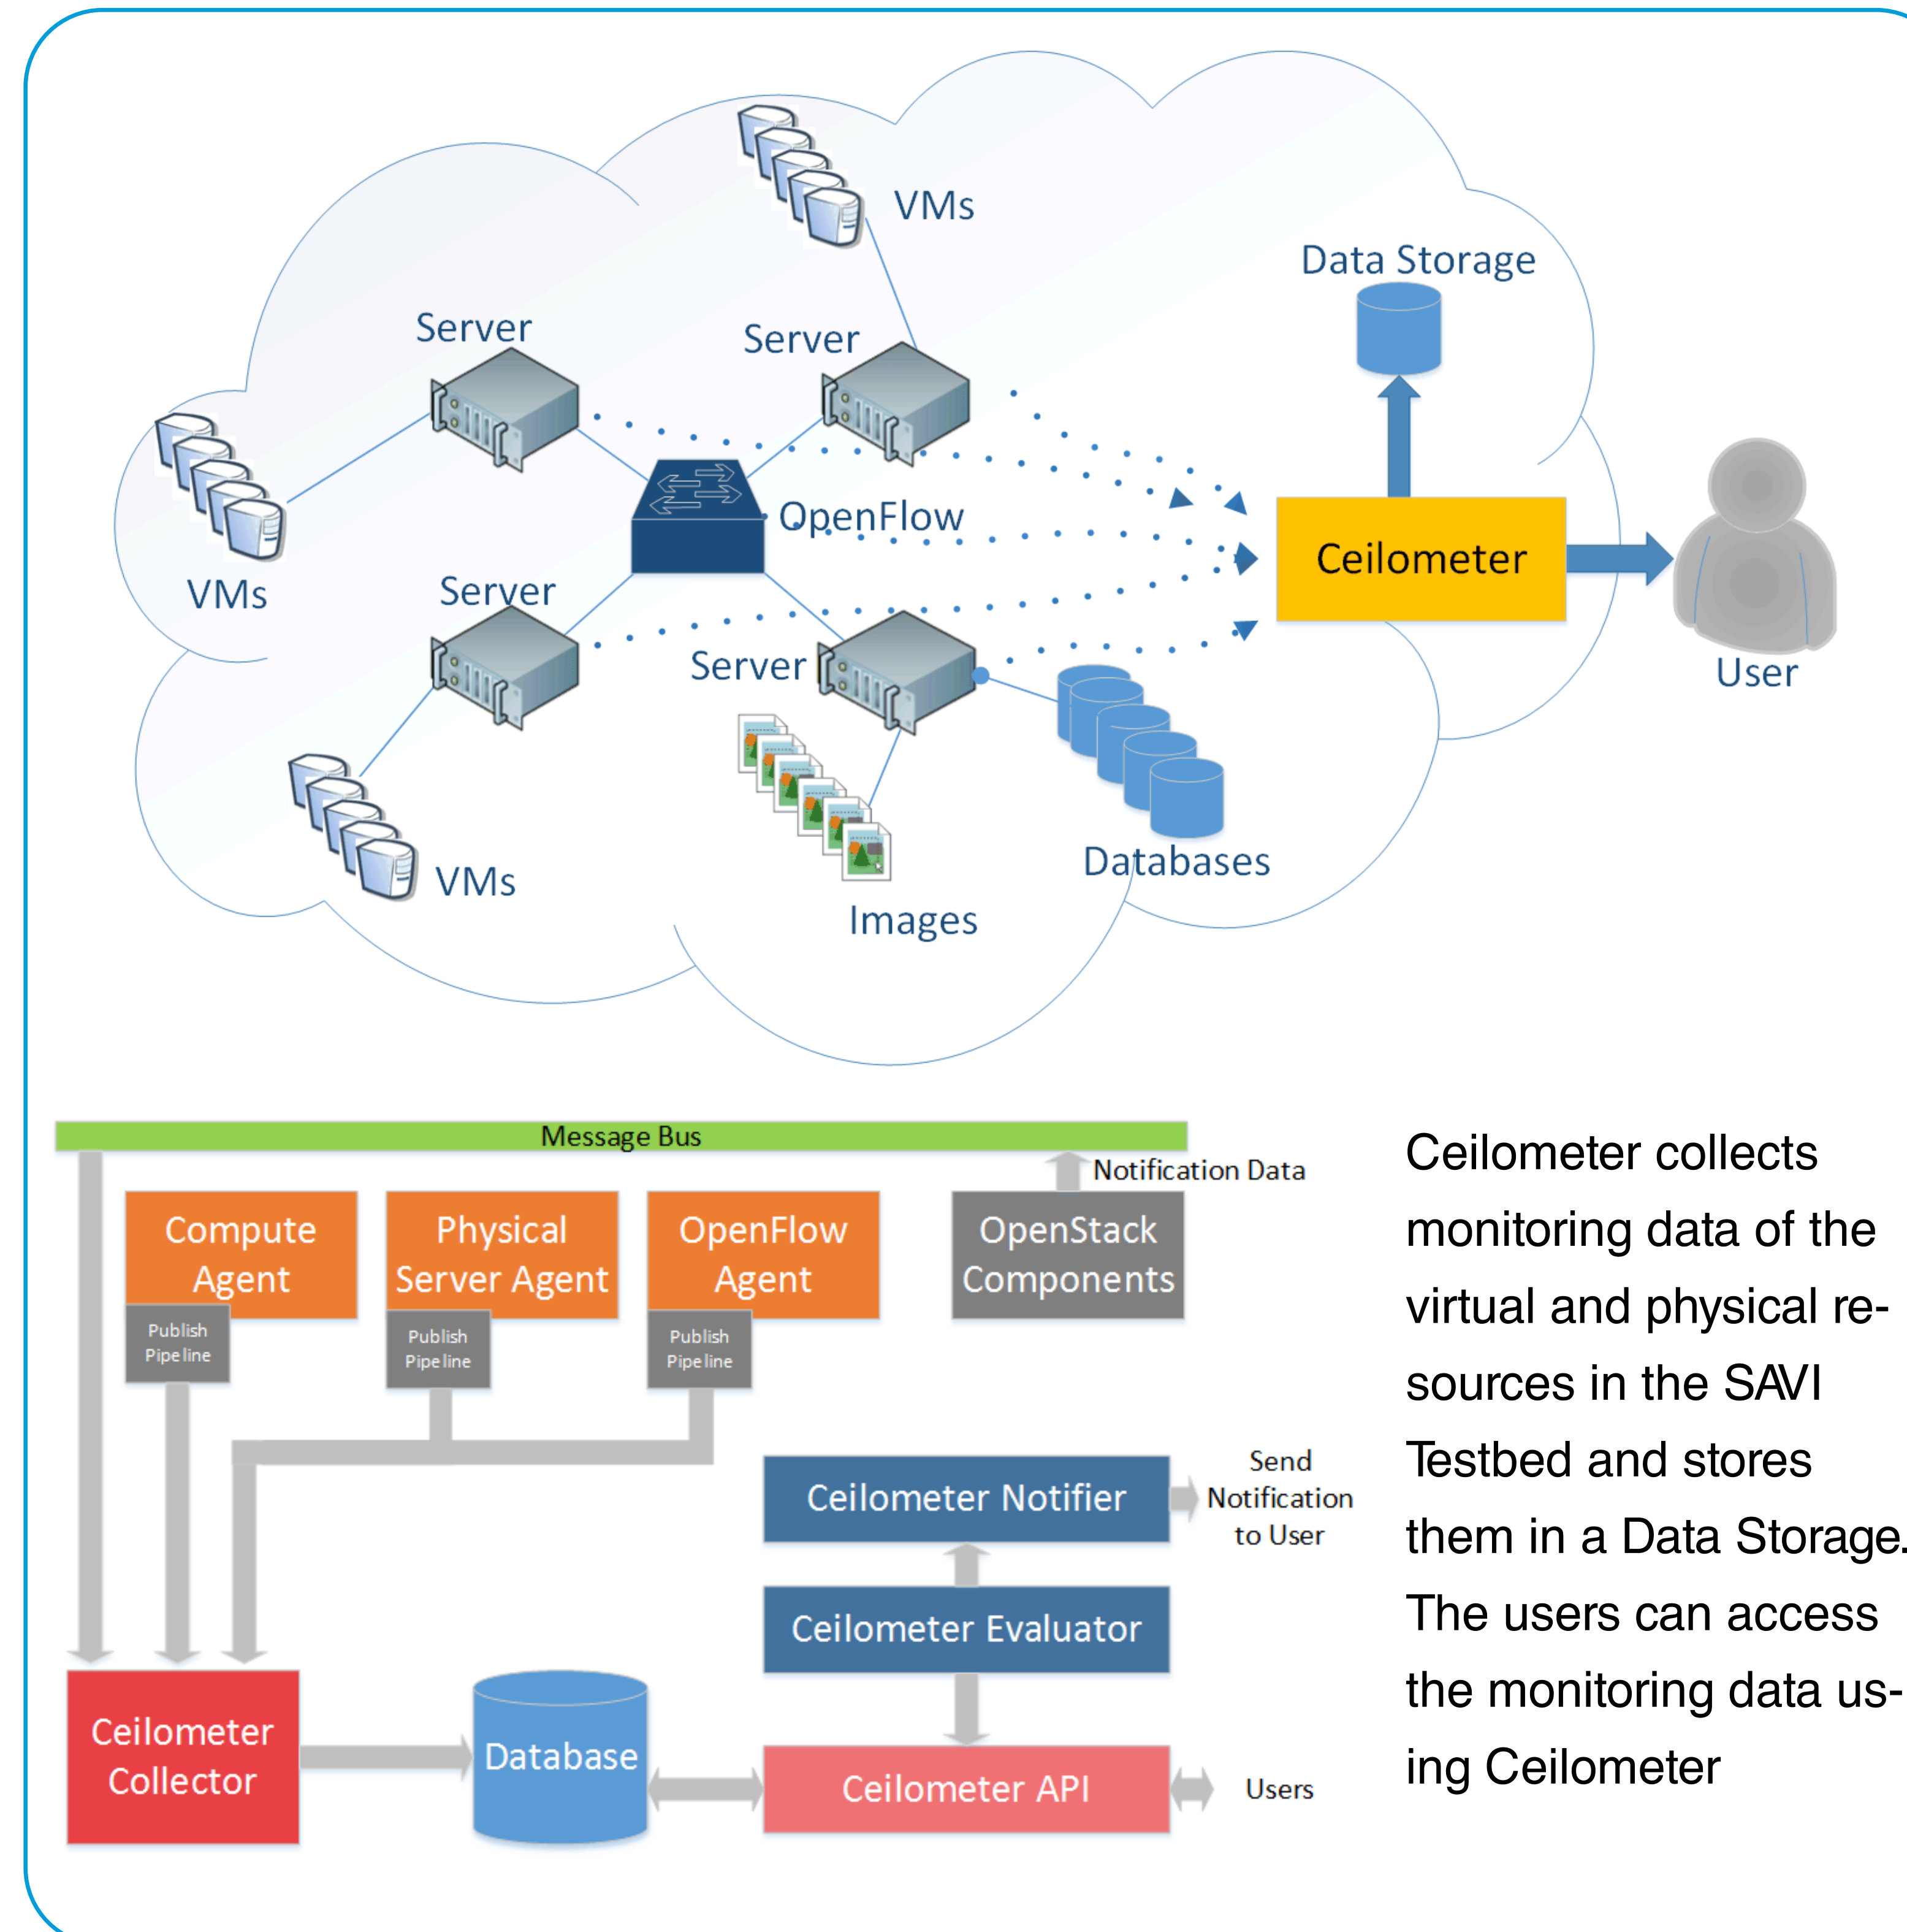 VMs
Data Storage
Server
Server
OpenFlow
Ceilometer
VMs
Server
Server
User
VMs
Databases
Images
Message Bus
Notification Data
Compute
Agent
Publish
Pipeline
Physical
Server Agent
Publish
Pipeline
OpenFlow
Agent
Publish
Pipeline
OpenStack
Components
Ceilometer Notifier
Send
Notification
to User
Ceilometer Evaluator
Ceilometer
Collector
Database
Ceilometer API
Users
Ceilometer collects
monitoring data of the
virtual and physical re-
sources in the SAVI
Testbed and stores
them in a Data Storage.
The users can access
the monitoring data us-
ing Ceilometer